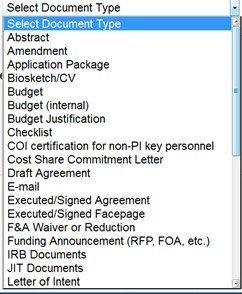 Select Document Type
Select Document Type
Abstract
Amendment
Application Package
Biosketch/CV
Budget
Budget (internal)
Budget Justification
Checklist
COI certification for non-PI key personnel
Cost Share Commitment Letter
Draft Agreement
E-mail
Executed/Signed Agreement
Executed/Signed Facepage
F&A Waiver or Reduction
Funding Announcement (RFP, FOA, etc.)
IRB Documents
JIT Documents
Letter of Intent